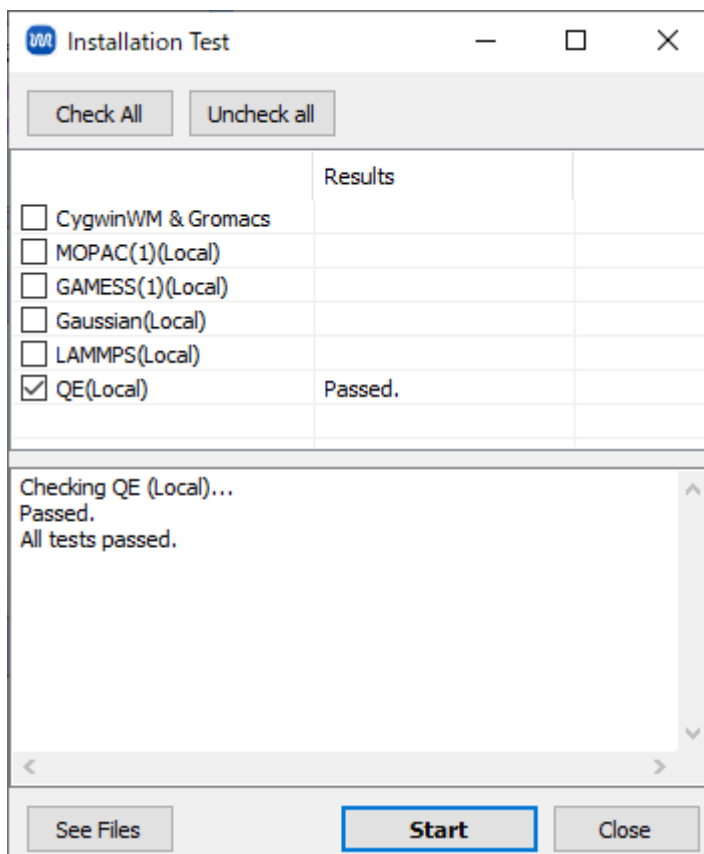 Installation Test
Check All
Uncheck all
Results
CygwinWM & Gromacs
MOPAC(1)(Local)
GAMESS(1)(Local)
Gaussian(Local)
LAMMPS(Local)
QE(Local) Passed.
Checking QE (Local)...
Passed.
All tests passed.
See Files
Start
Close